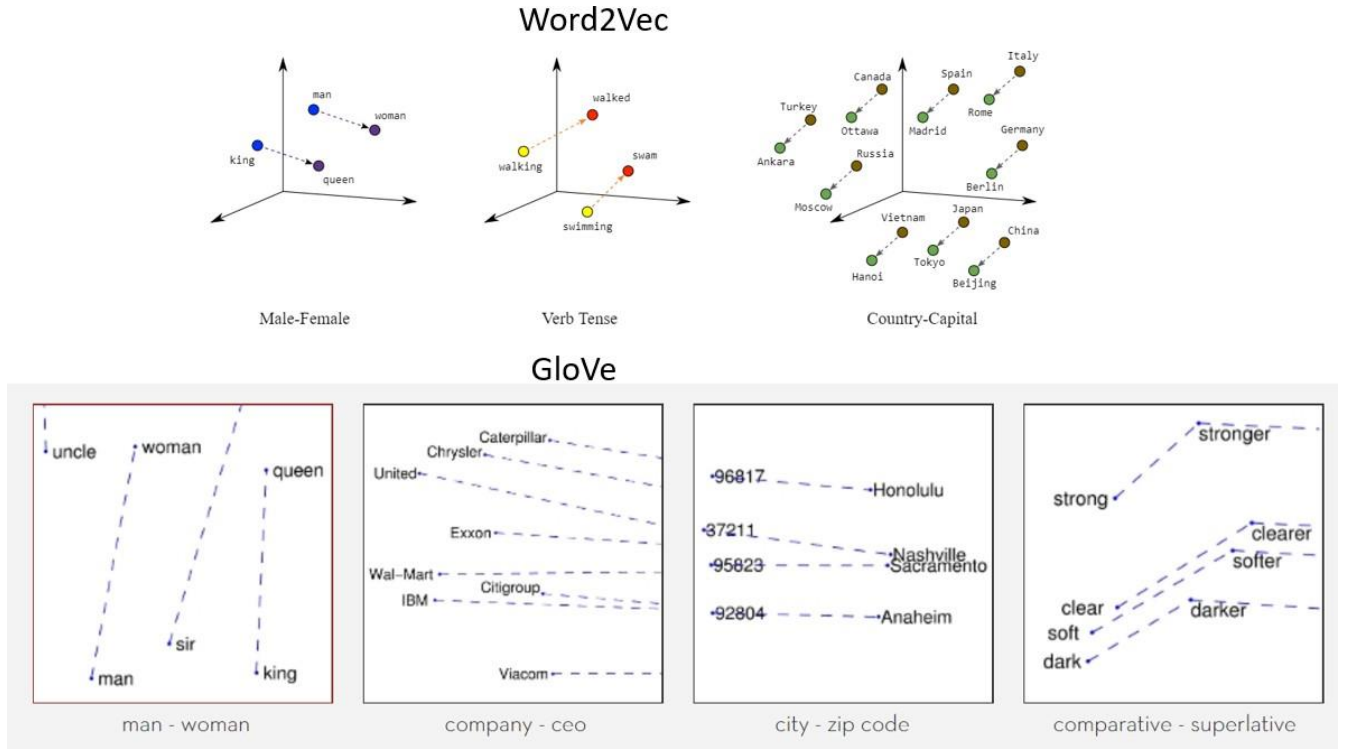 Word2Vec
man
woman
king
queen
Male-Female
walked
walking
swam
swimming
Verb Tense
Italy
Canada
Spain
Rome
Turkey
Ottawa
Madrid
Germany
Ankara
Russia
Berlin
Moscow
Vietnam
Japan
China
Hanoi
Tokyo
Beijing
Country-Capital
GloVe
uncle
woman
queen
sir
man
king
man - woman
Caterpillar
Chrysler
United
Exxon
Wal-Mart
Citigroup
IBM
Viacom
company - ceo
96817
Honolulu
37211
Nashville
95823
Sacramento
92804
Anaheim
city - zip code
stronger
strong
clearer
softer
clear
darker
soft
dark
comparative - superlative